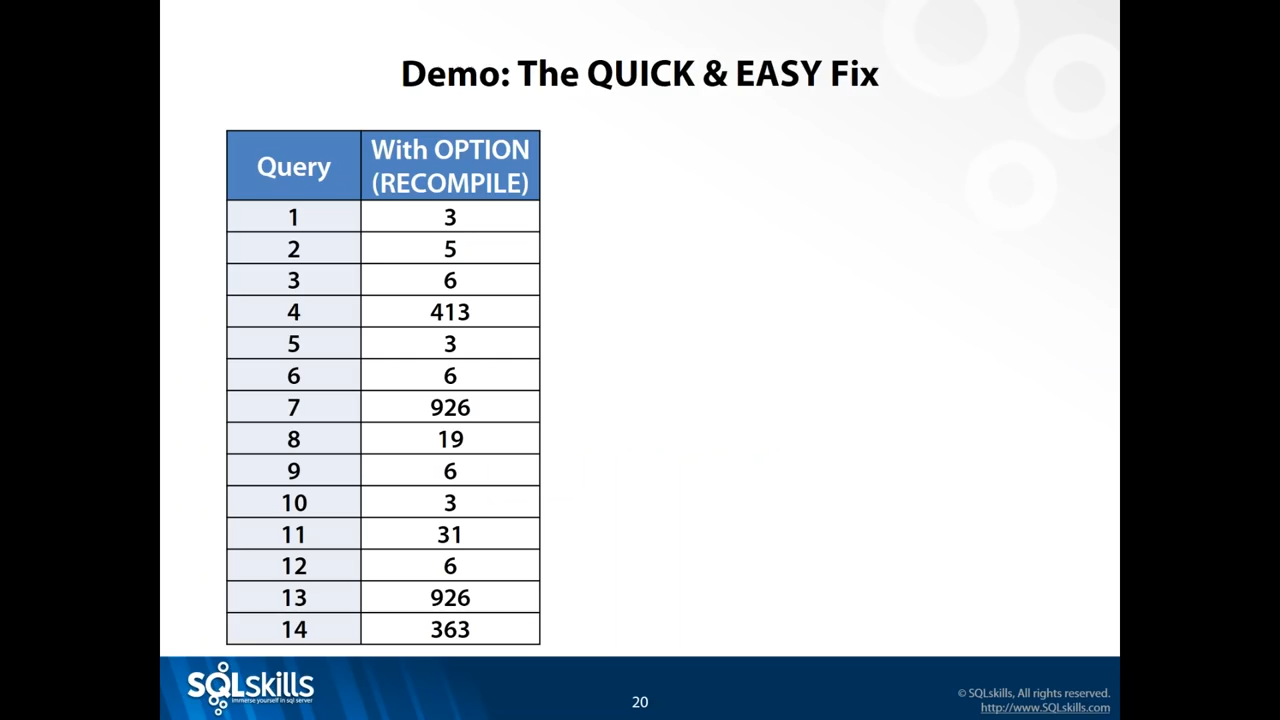 Demo: The QUICK & EASY Fix
Query
With OPTION
(RECOMPILE)
1 3
2 5
3 6
4 413
5 3
6 6
7 926
8 19
9 6
10 3
11 31
12 6
13 926
14 363
SQLskills
immerse yourself in sql server
20
© SQLskills, All rights reserved.
http://www.SQLskills.com